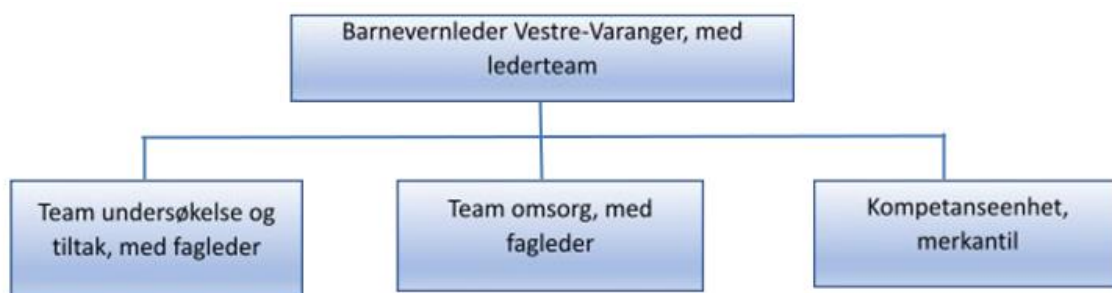 Barnevernleder Vestre-Varanger, med
lederteam
Team undersøkelse og
tiltak, med fagleder
Team omsorg, med
fagleder
Kompetanseenhet,
merkantil